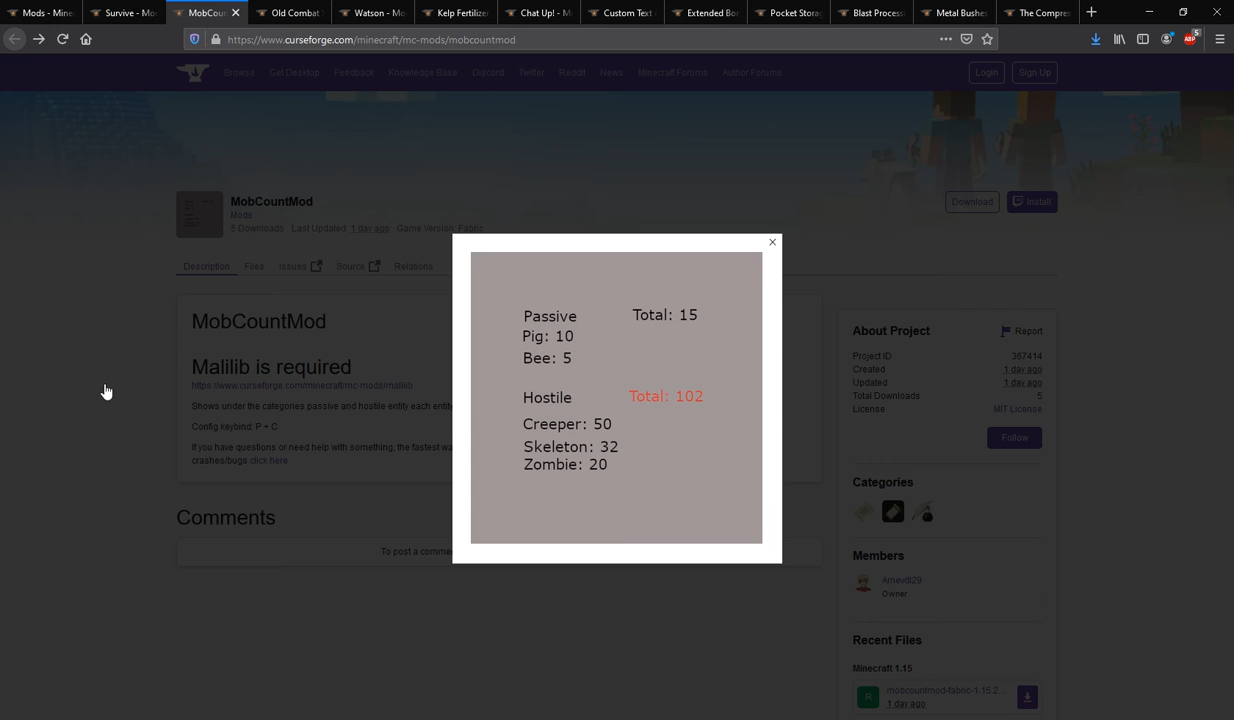 Mods - Mine
Survive - Mo
MobCoun
Old Combat
Watson - Mo
Kelp Fertilizer
Chat Up! - M
Custom Text
Extended Bo
Pocket Storag
Blast Process
Metal Bushes
The Compre
https://www.curseforge.com/minecraft/mc-mods/mobcountmod
ABP
5
Browse
Get Desktop
Feedback
Knowledge Base
Discord
Twitter
Reddit
News
Minecraft Forums
Author Forums
Login
Sign Up
MobCountMod
Mods
5 Downloads Last Updated: 1 day ago Game Version: Fabric
Download
Install
Description
Files
Issues
Source
Relations
MobCountMod
Malilib is required
https://www.curseforge.com/minecraft/mc-mods/malilib
Shows under the categories passive and hostile entity each entity
Config keybind: P + C
If you have questions or need help with something, the fastest wa
crashes/bugs click here
Comments
To post a comme
Passive Total: 15
Pig: 10
Bee: 5
Hostile Total: 102
Creeper: 50
Skeleton: 32
Zombie: 20
About Project
Report
Project ID 367414
Created 1 day ago
Updated 1 day ago
Total Downloads 5
License MIT License
Follow
Categories
Members
Arnevdl29
Owner
Recent Files
Minecraft 1.15
R
mobcountmod-fabric-1.15.2...
1 day ago